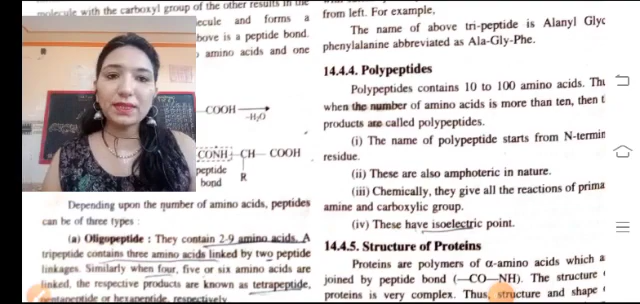 molecule with the carboxyl group of the other results in the
ecule and forms a
bove is a peptide bond.
amino acids and one
COOH
–H₂O
CONH–CH–COOH
peptide
bond
R
Depending upon the number of amino acids, peptides
can be of three types :
(a) Oligopeptide : They contain 2-9 amino acids. A
tripeptide contains three amino acids linked by two peptide
linkages. Similarly when four, five or six amino acids are
linked, the respective products are known as tetrapeptide,
pentapeptide or hexapeptide, respectively
from left. For example,
The name of above tri-peptide is Alanyl Glyc
phenylalanine abbreviated as Ala-Gly-Phe.
14.4.4. Polypeptides
Polypeptides contains 10 to 100 amino acids. Thu
when the number of amino acids is more than ten, then t
products are called polypeptides.
(i) The name of polypeptide starts from N-termin
residue.
(ii) These are also amphoteric in nature.
(iii) Chemically, they give all the reactions of prima
amine and carboxylic group.
(iv) These have isoelectric point.
14.4.5. Structure of Proteins
Proteins are polymers of α-amino acids which a
joined by peptide bond (—CO—NH). The structure
proteins is very complex. Thus, structure and shape